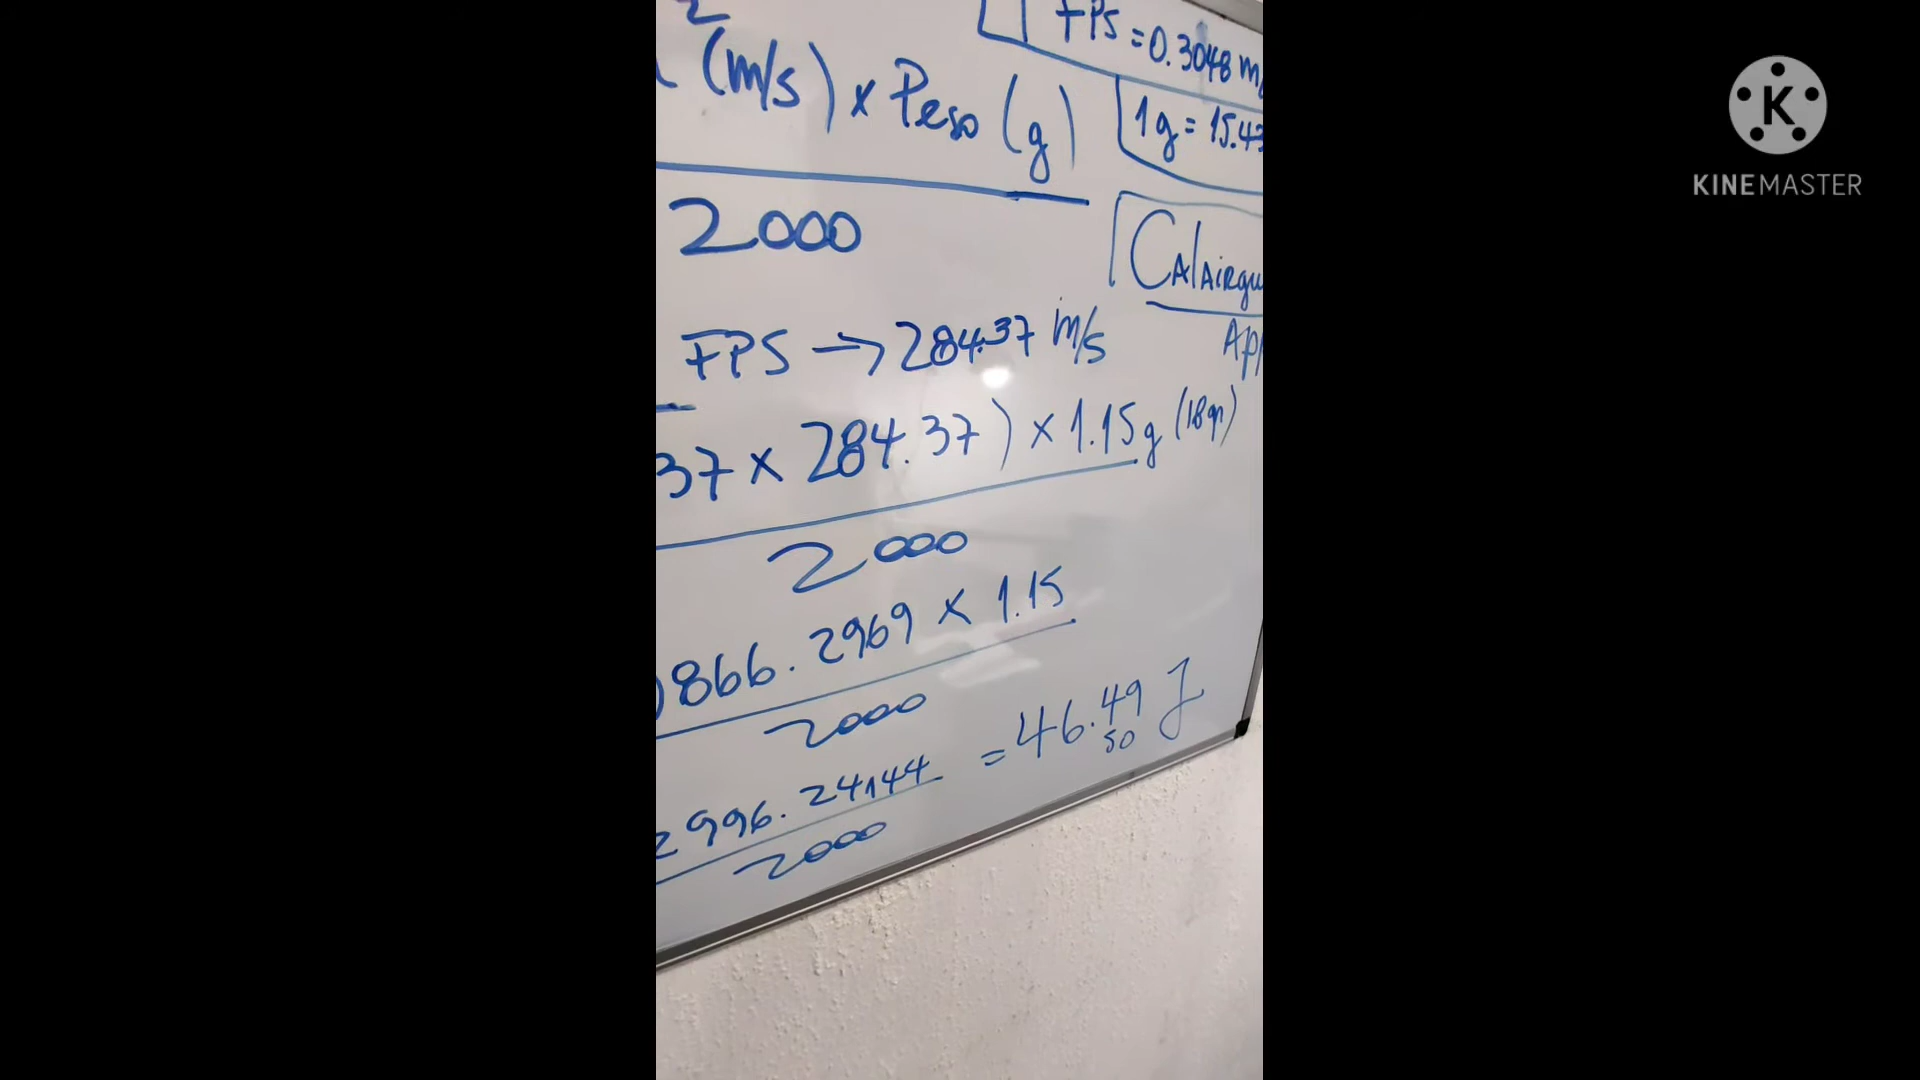 FPS = 0.3048 m/
(m/s) x Peso (g)
1g = 15.43
2000
CAlAiRgu
FPS → 284.37 m/s
Ap
37 x 284.37) x 1.15g (18gr)
2000
866.2969 x 1.15
2000
2996.24144 = 46.49 J
50
2000
KINEMASTER